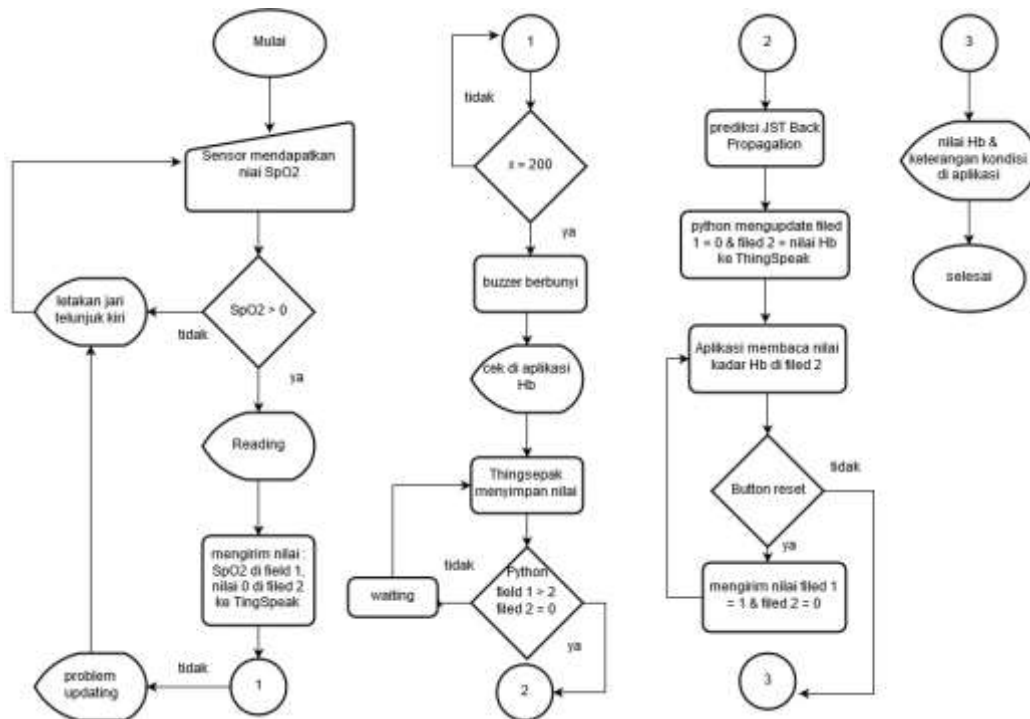 Mulai
Sensor mendapatkan
niai SpO2
SpO2 > 0
tidak
letakan jari
telunjuk kiri
ya
Reading
mengirim nilai :
SpO2 di field 1,
nilai 0 di filed 2
ke TingSpeak
1
tidak
problem
updating
1
tidak
= 200
ya
buzzer berbunyi
cek di aplikasi
Hb
Thingsepak
menyimpan nilai
tidak
waiting
Python
field 1 > 2
filed 2 = 0
ya
2
2
prediksi JST Back
Propagation
python mengupdate filed
1 = 0 & filed 2 = nilai Hb
ke ThingSpeak
Aplikasi membaca nilai
kadar Hb di filed 2
Button reset
tidak
ya
mengirim nilai filed 1
= 1 & filed 2 = 0
3
3
nilai Hb &
keterangan kondisi
di aplikasi
selesai